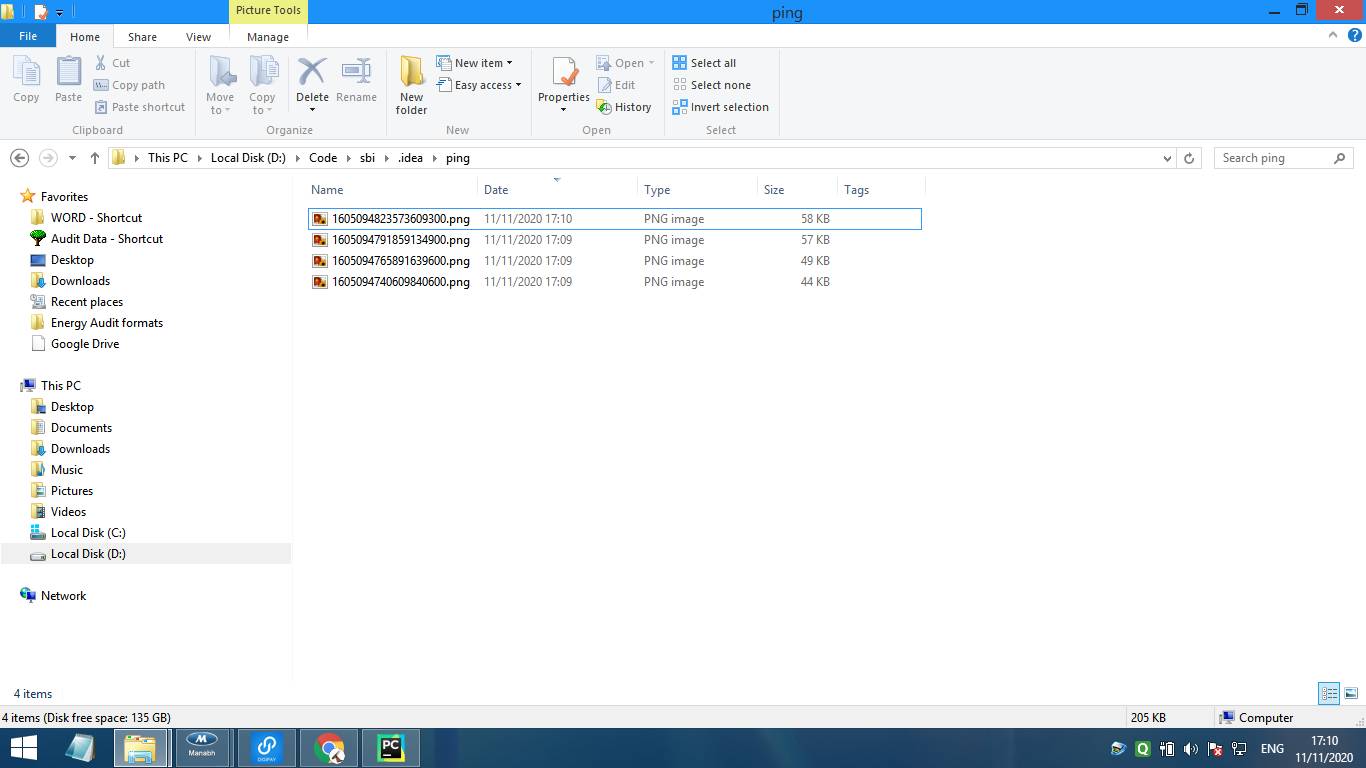 Picture Tools
ping
File
Home
Share
View
Manage
Copy
Paste
Cut
Copy path
Paste shortcut
Clipboard
Move to
Copy to
Delete
Rename
Organize
New folder
New item
Easy access
New
Properties
Open
Edit
History
Open
Select all
Select none
Invert selection
Select
This PC
Local Disk (D:)
Code
sbi
.idea
ping
Search ping
Favorites
WORD - Shortcut
Audit Data - Shortcut
Desktop
Downloads
Recent places
Energy Audit formats
Google Drive
This PC
Desktop
Documents
Downloads
Music
Pictures
Videos
Local Disk (C:)
Local Disk (D:)
Network
Name Date Type Size Tags
1605094823573609300.png 11/11/2020 17:10 PNG image 58 KB
1605094791859134900.png 11/11/2020 17:09 PNG image 57 KB
1605094765891639600.png 11/11/2020 17:09 PNG image 49 KB
1605094740609840600.png 11/11/2020 17:09 PNG image 44 KB
4 items
4 items (Disk free space: 135 GB)
205 KB
Computer
Manabh
DIGIPAY
PC
ENG
17:10
11/11/2020